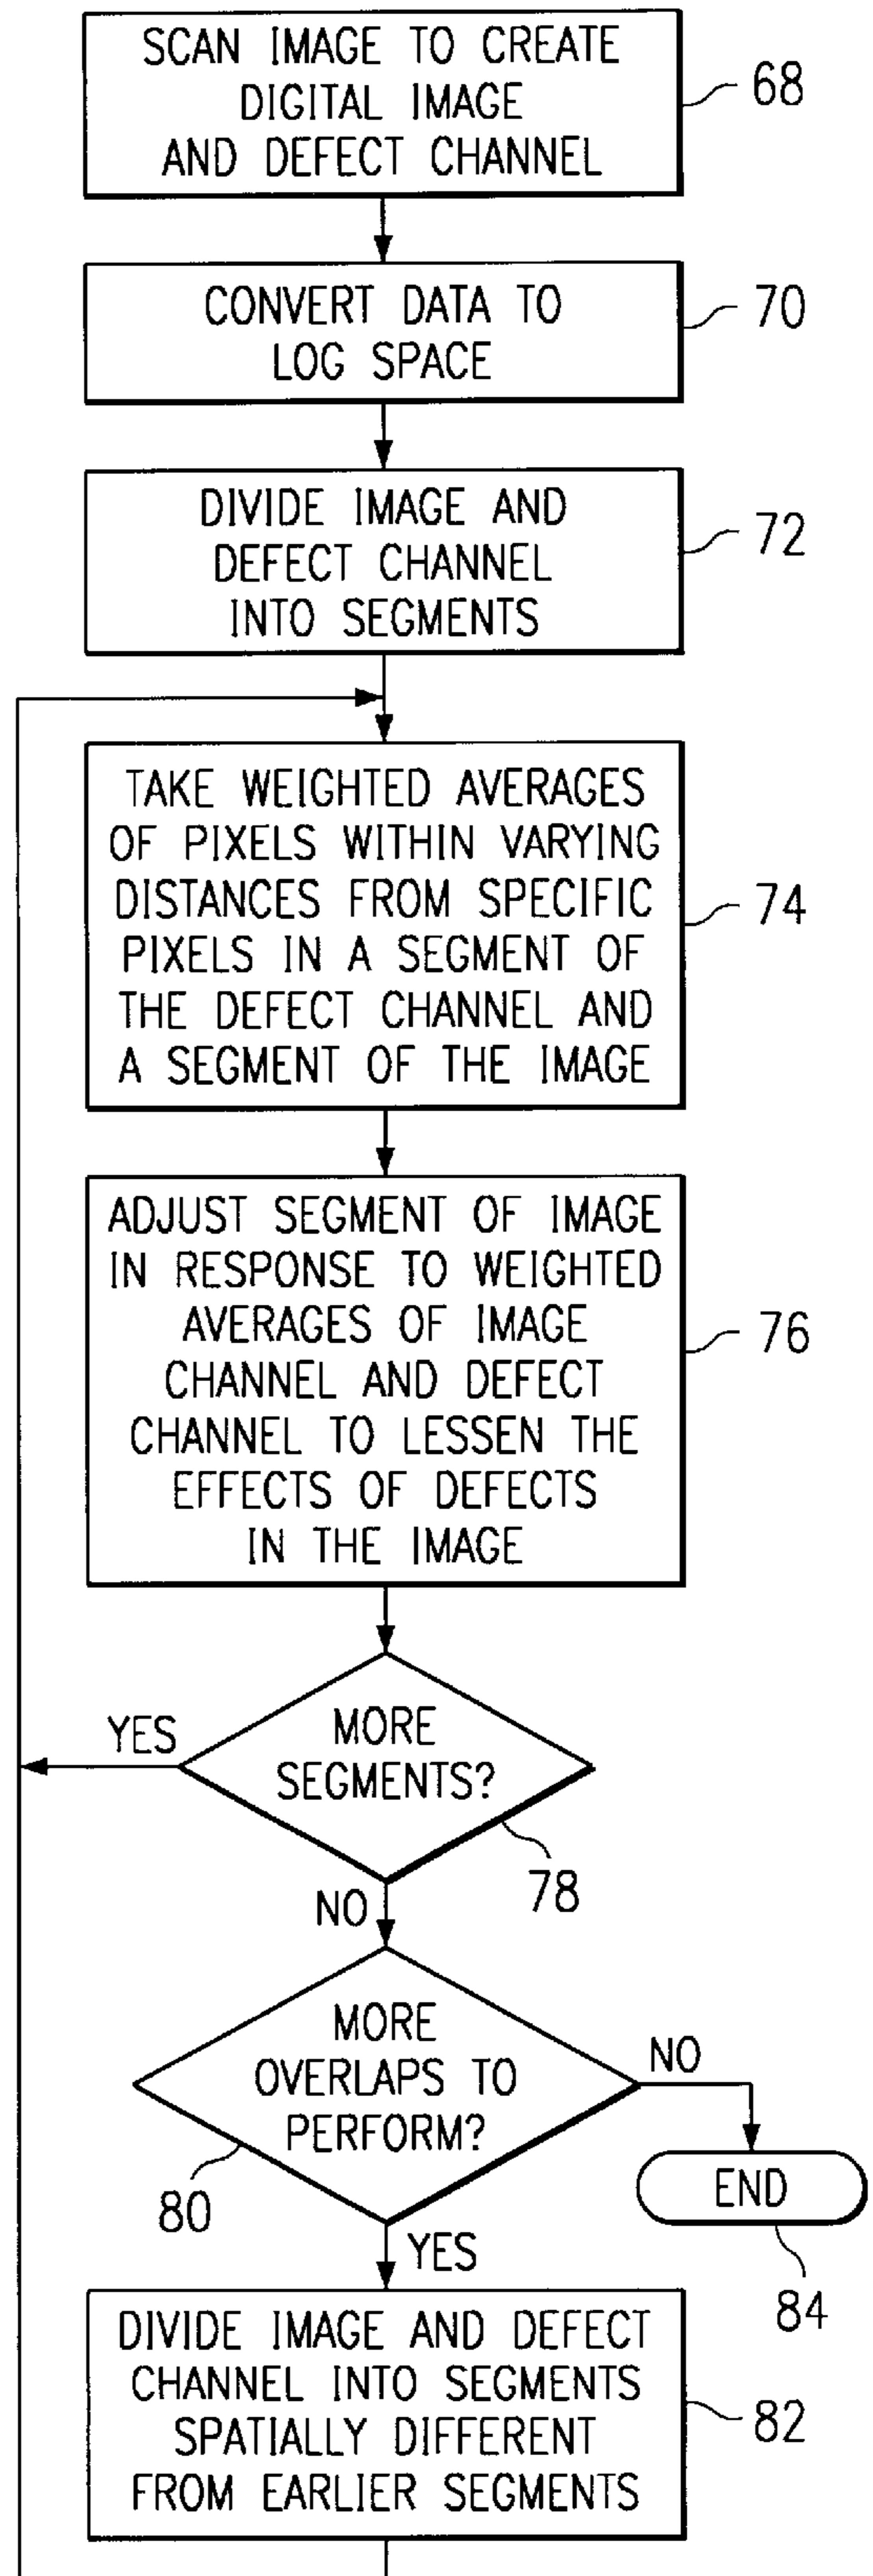 SCAN IMAGE TO CREATE
DIGITAL IMAGE
AND DEFECT CHANNEL
68
CONVERT DATA TO
LOG SPACE
70
DIVIDE IMAGE AND
DEFECT CHANNEL
INTO SEGMENTS
72
TAKE WEIGHTED AVERAGES
OF PIXELS WITHIN VARYING
DISTANCES FROM SPECIFIC
PIXELS IN A SEGMENT OF
THE DEFECT CHANNEL AND
A SEGMENT OF THE IMAGE
74
ADJUST SEGMENT OF IMAGE
IN RESPONSE TO WEIGHTED
AVERAGES OF IMAGE
CHANNEL AND DEFECT
CHANNEL TO LESSEN THE
EFFECTS OF DEFECTS
IN THE IMAGE
76
YES
MORE
SEGMENTS?
78
NO
MORE
OVERLAPS TO
PERFORM?
80
NO
END
84
YES
DIVIDE IMAGE AND DEFECT
CHANNEL INTO SEGMENTS
SPATIALLY DIFFERENT
FROM EARLIER SEGMENTS
82